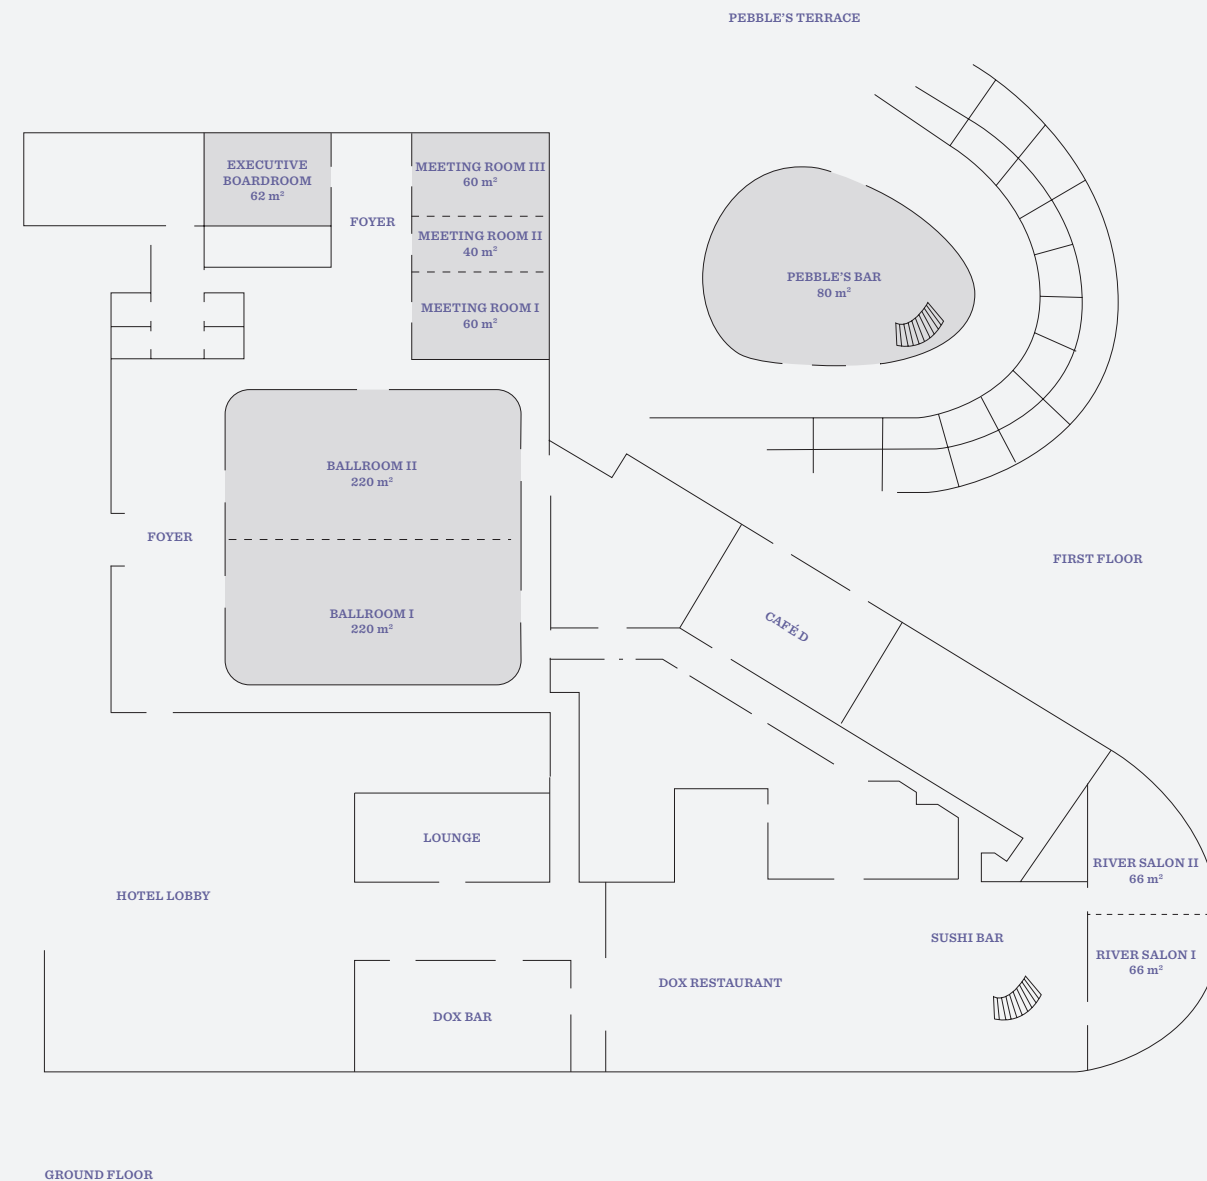 PEBBLE'S TERRACE
EXECUTIVE
BOARDROOM
62 m²
FOYER
MEETING ROOM III
60 m²
MEETING ROOM II
40 m²
MEETING ROOM I
60 m²
PEBBLE'S BAR
80 m²
BALLROOM II
220 m²
FOYER
BALLROOM I
220 m²
FIRST FLOOR
CAFÉ D
LOUNGE
HOTEL LOBBY
RIVER SALON II
66 m²
SUSHI BAR
RIVER SALON I
66 m²
DOX RESTAURANT
DOX BAR
GROUND FLOOR